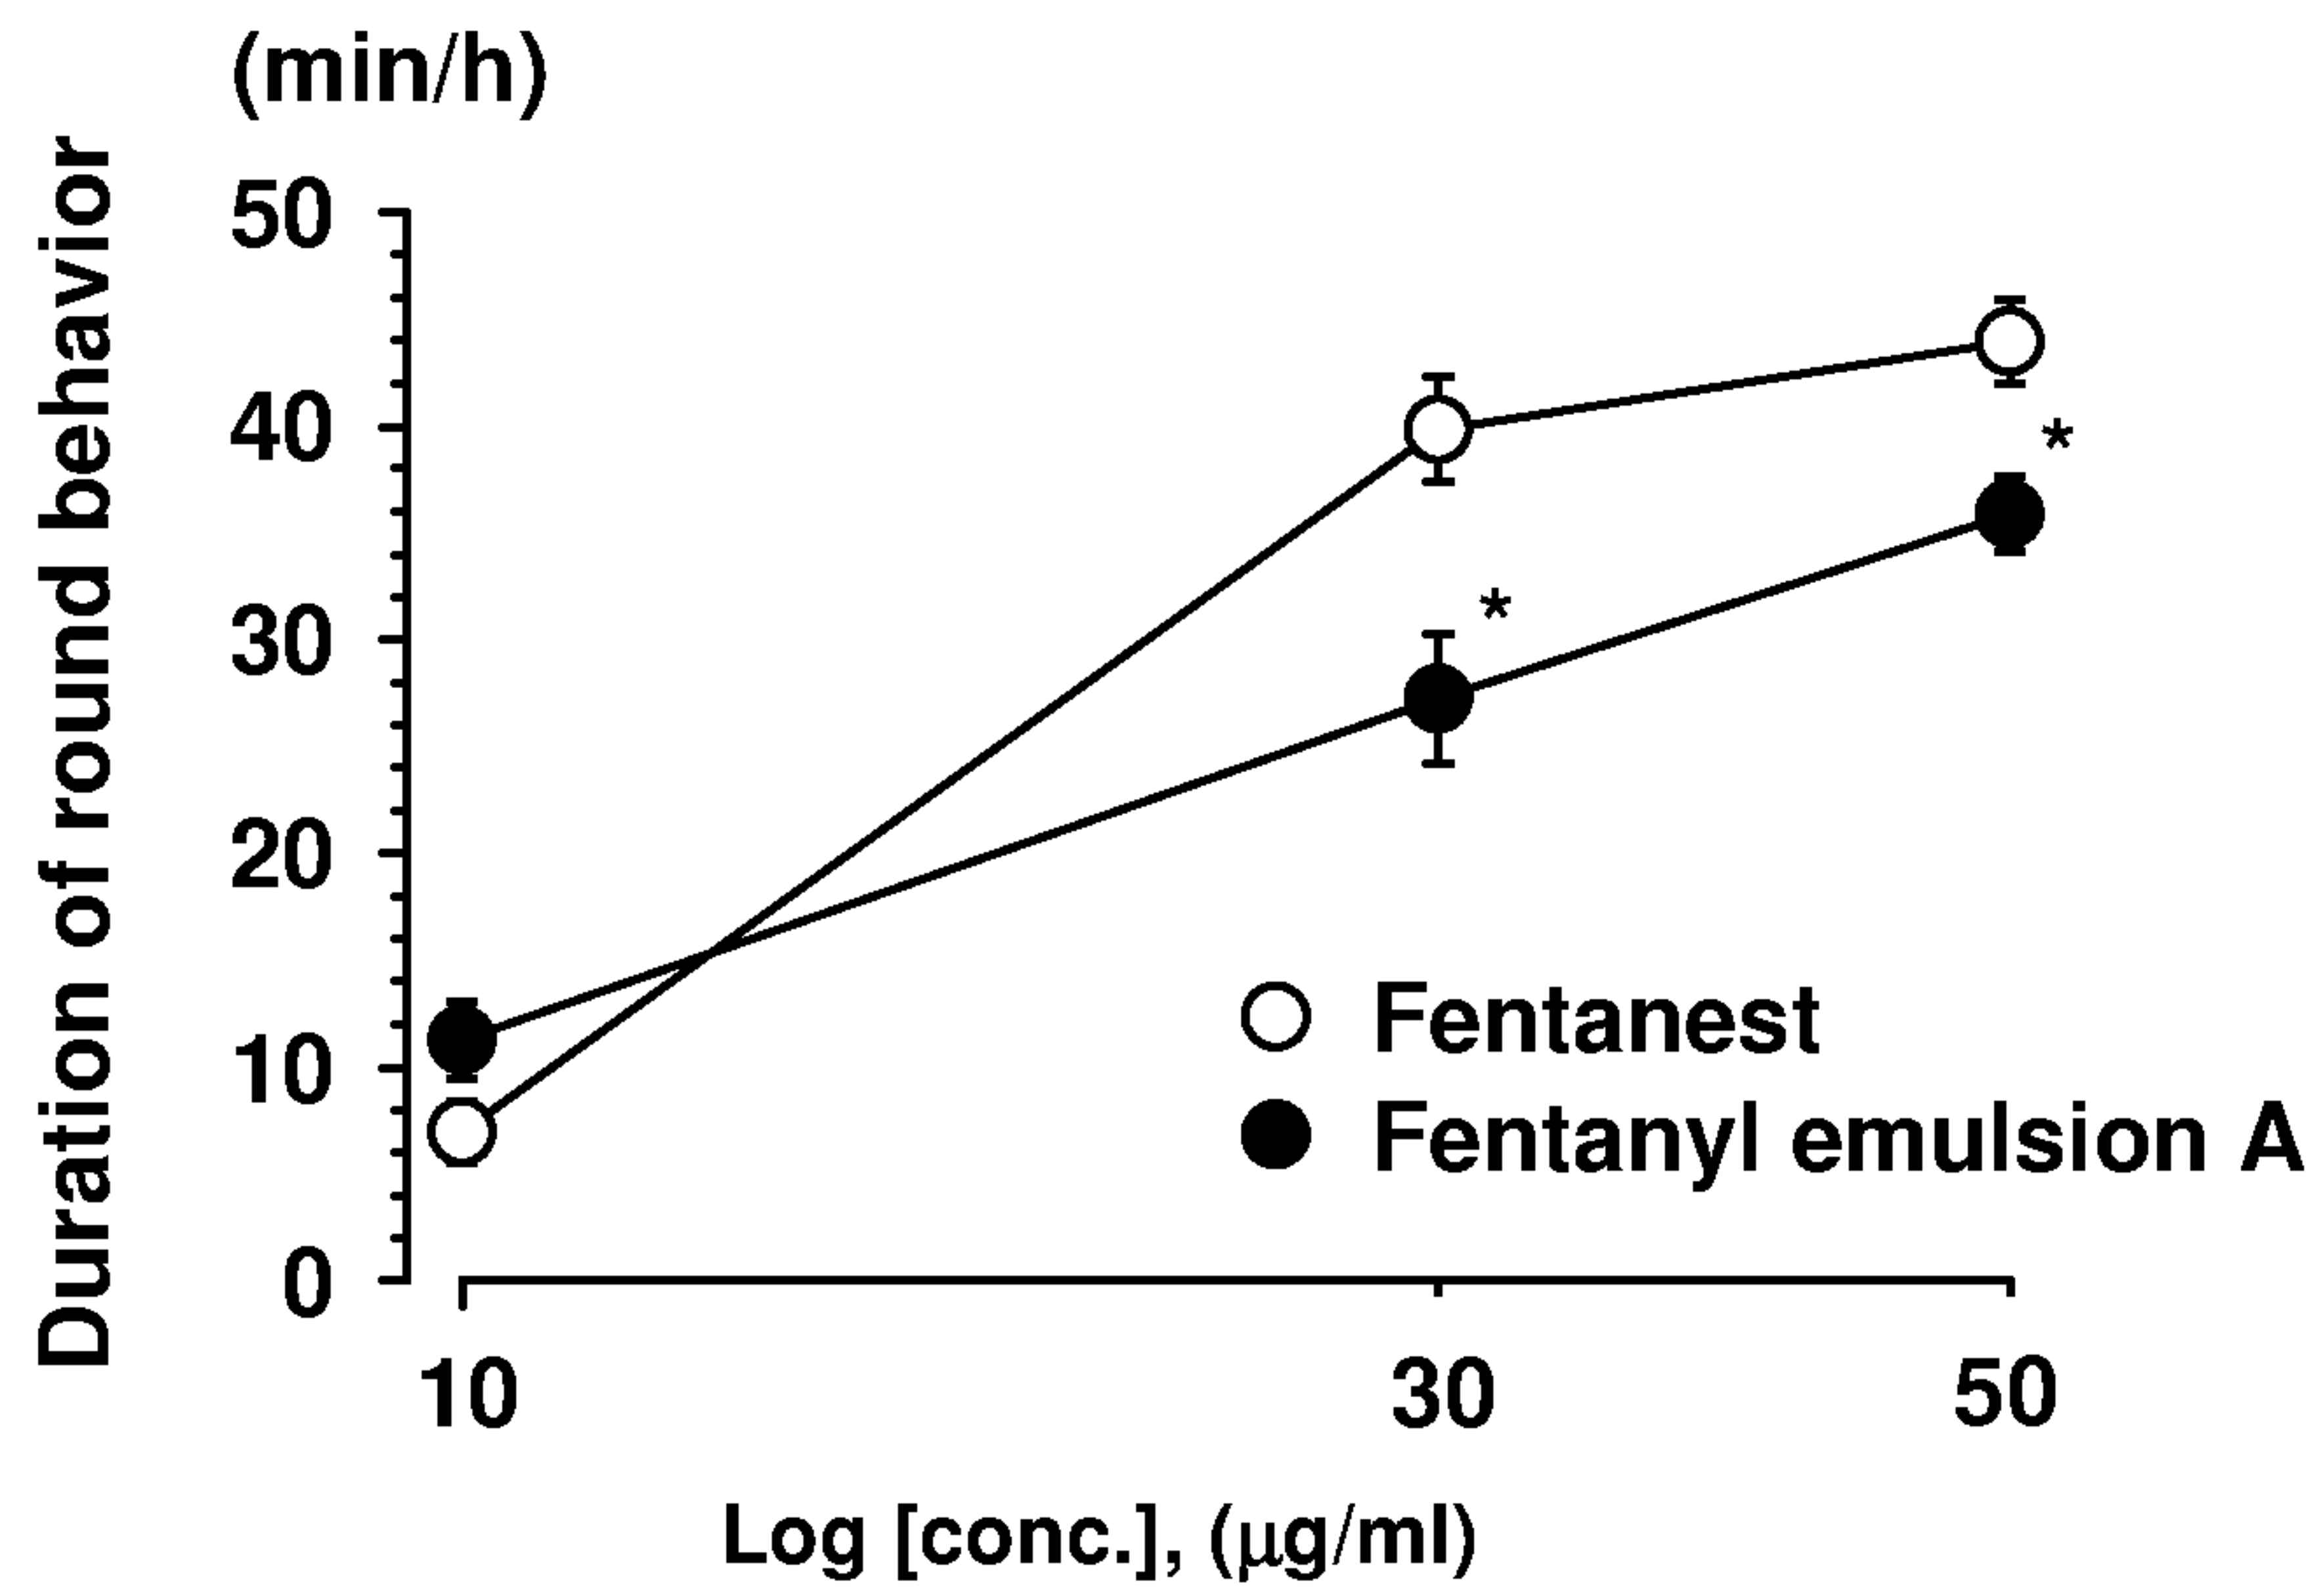 (min/h)
Duration of round behavior
50
40
30
20
10
0
*
*
Fentanest
Fentanyl emulsion A
10 30 50
Log [conc.], (μg/ml)